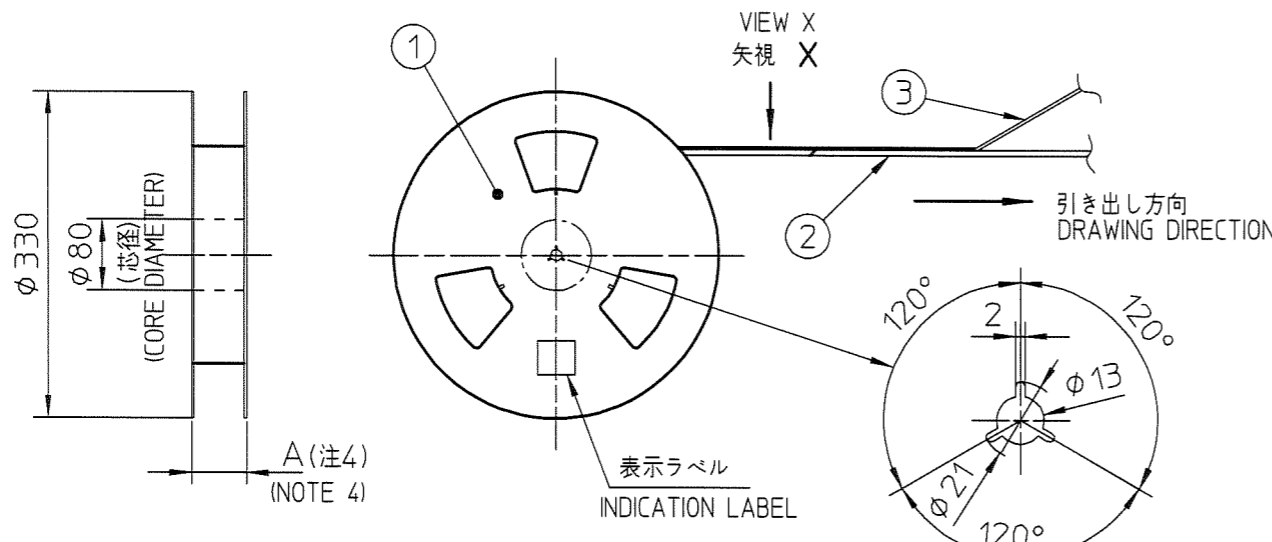 VIEW X
矢視 X
1
3
2
引き出し方向
DRAWING DIRECTION
φ330
φ80
(芯径)
(CORE DIAMETER)
A(注4)
(NOTE 4)
表示ラベル
INDICATION LABEL
120°
120°
2
φ13
φ21
120°